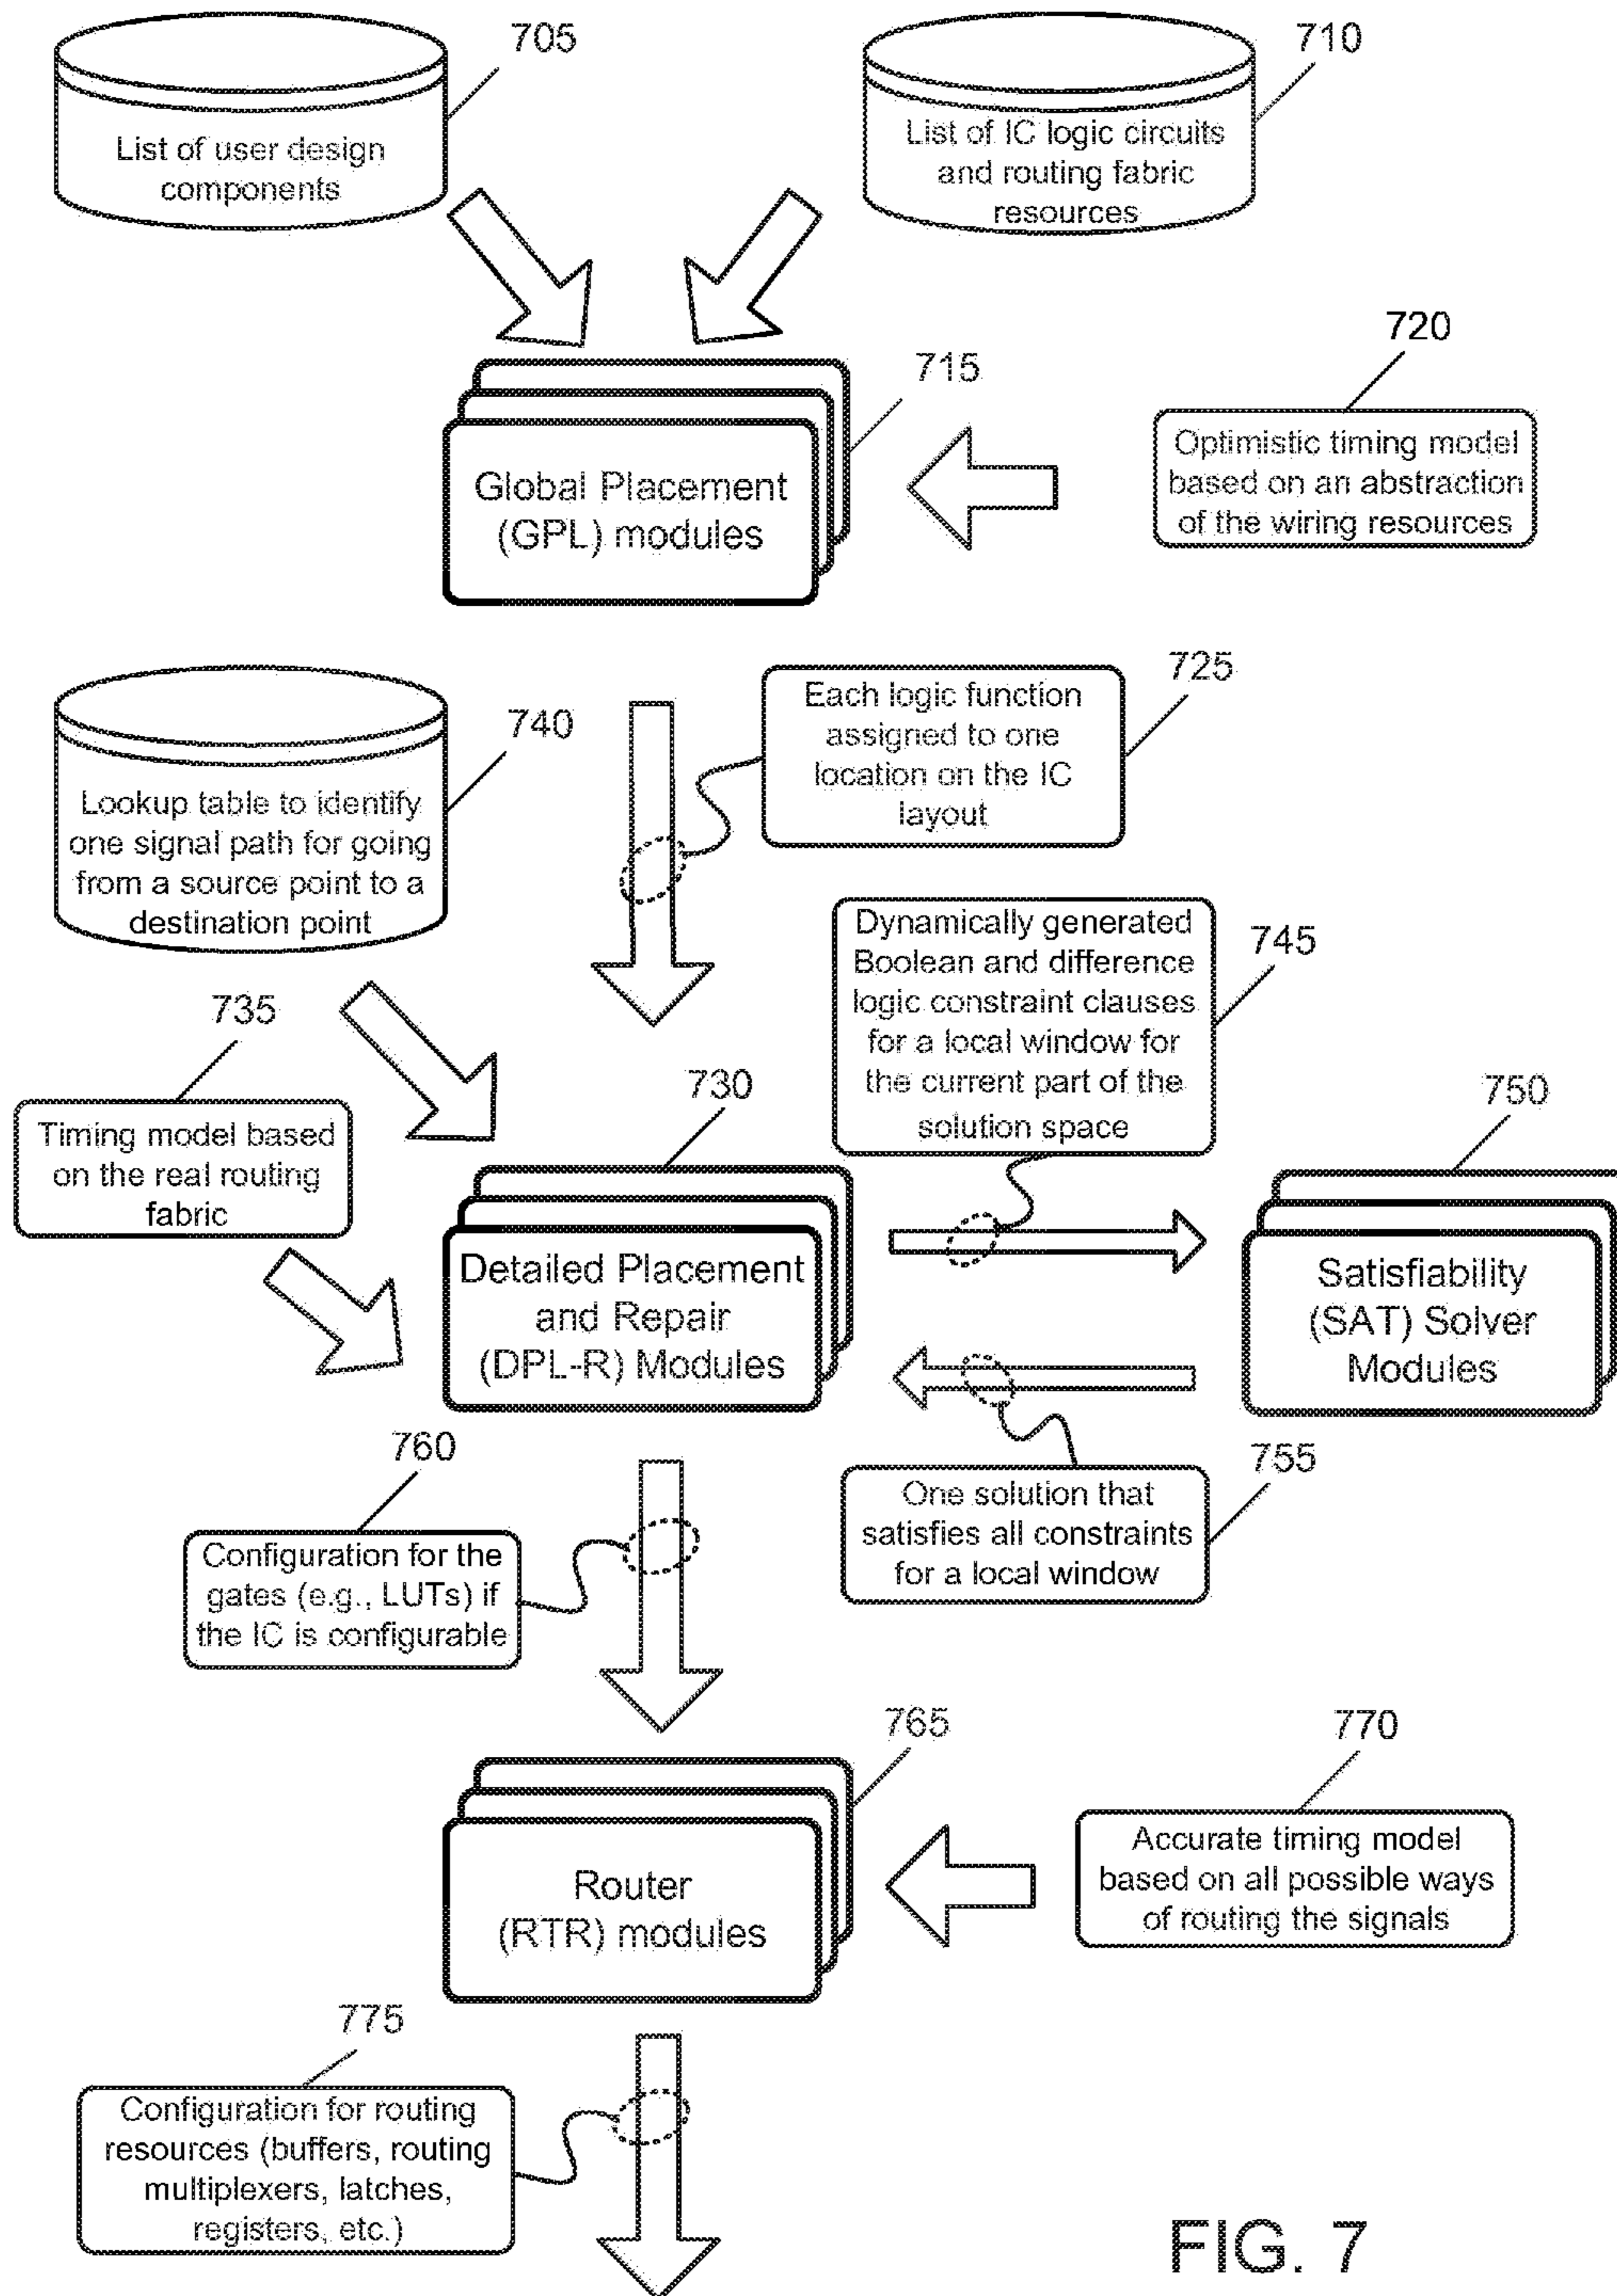 705
710
List of user design
components
List of IC logic circuits
and routing fabric
resources
720
715
Optimistic timing model
based on an abstraction
of the wiring resources
Global Placement
(GPL) modules
725
Each logic function
assigned to one
location on the IC
layout
740
Lookup table to identify
one signal path for going
from a source point to a
destination point
745
Dynamically generated
Boolean and difference
logic constraint clauses
for a local window for
the current part of the
solution space
735
Timing model based
on the real routing
fabric
730
750
Detailed Placement
and Repair
(DPL-R) Modules
Satisfiability
(SAT) Solver
Modules
760
755
One solution that
satisfies all constraints
for a local window
Configuration for the
gates (e.g., LUTs) if
the IC is configurable
765
770
Accurate timing model
based on all possible ways
of routing the signals
Router
(RTR) modules
775
Configuration for routing
resources (buffers, routing
multiplexers, latches,
registers, etc.)
FIG. 7